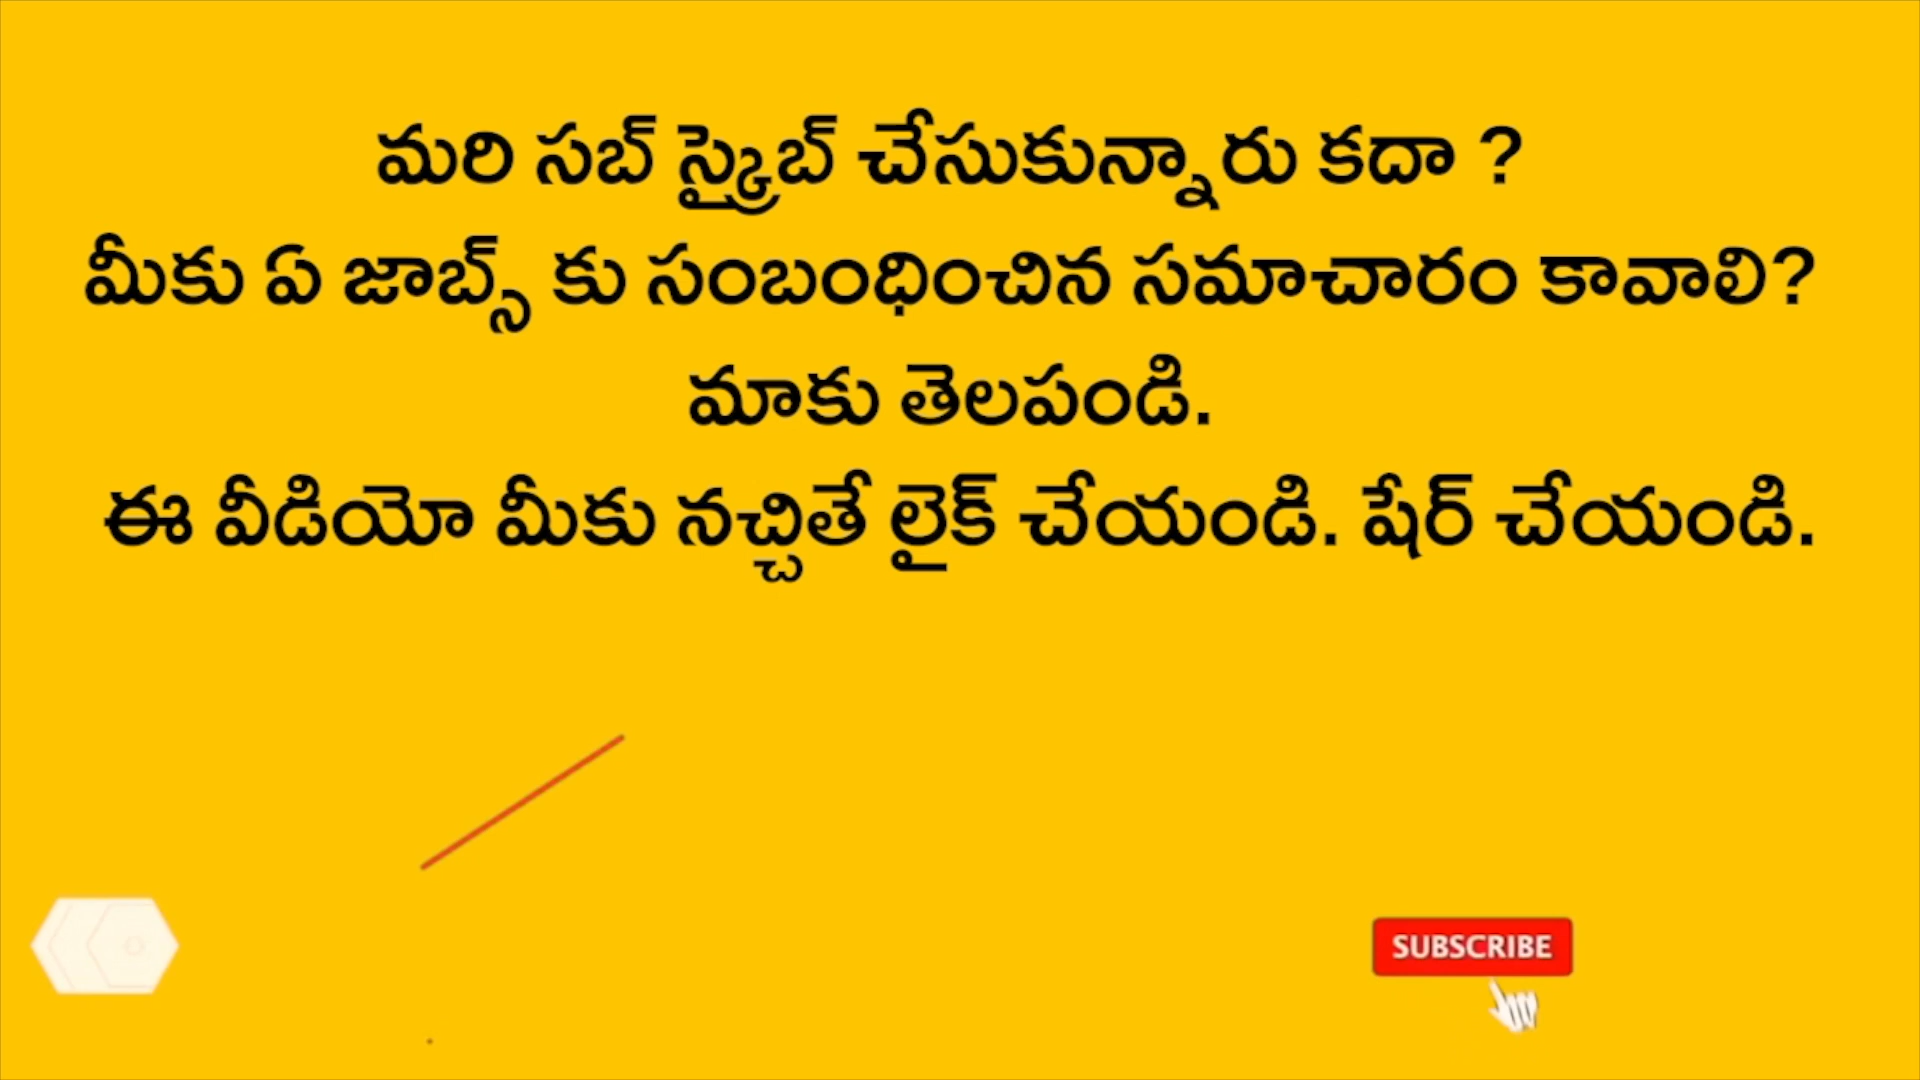 మరి సబ్ స్క్రైబ్ చేసుకున్నారు కదా ?
మీకు ఏ జాబ్స్ కు సంబంధించిన సమాచారం కావాలి?
మాకు తెలపండి.
ఈ వీడియో మీకు నచ్చితే లైక్ చేయండి. షేర్ చేయండి.
SUBSCRIBE